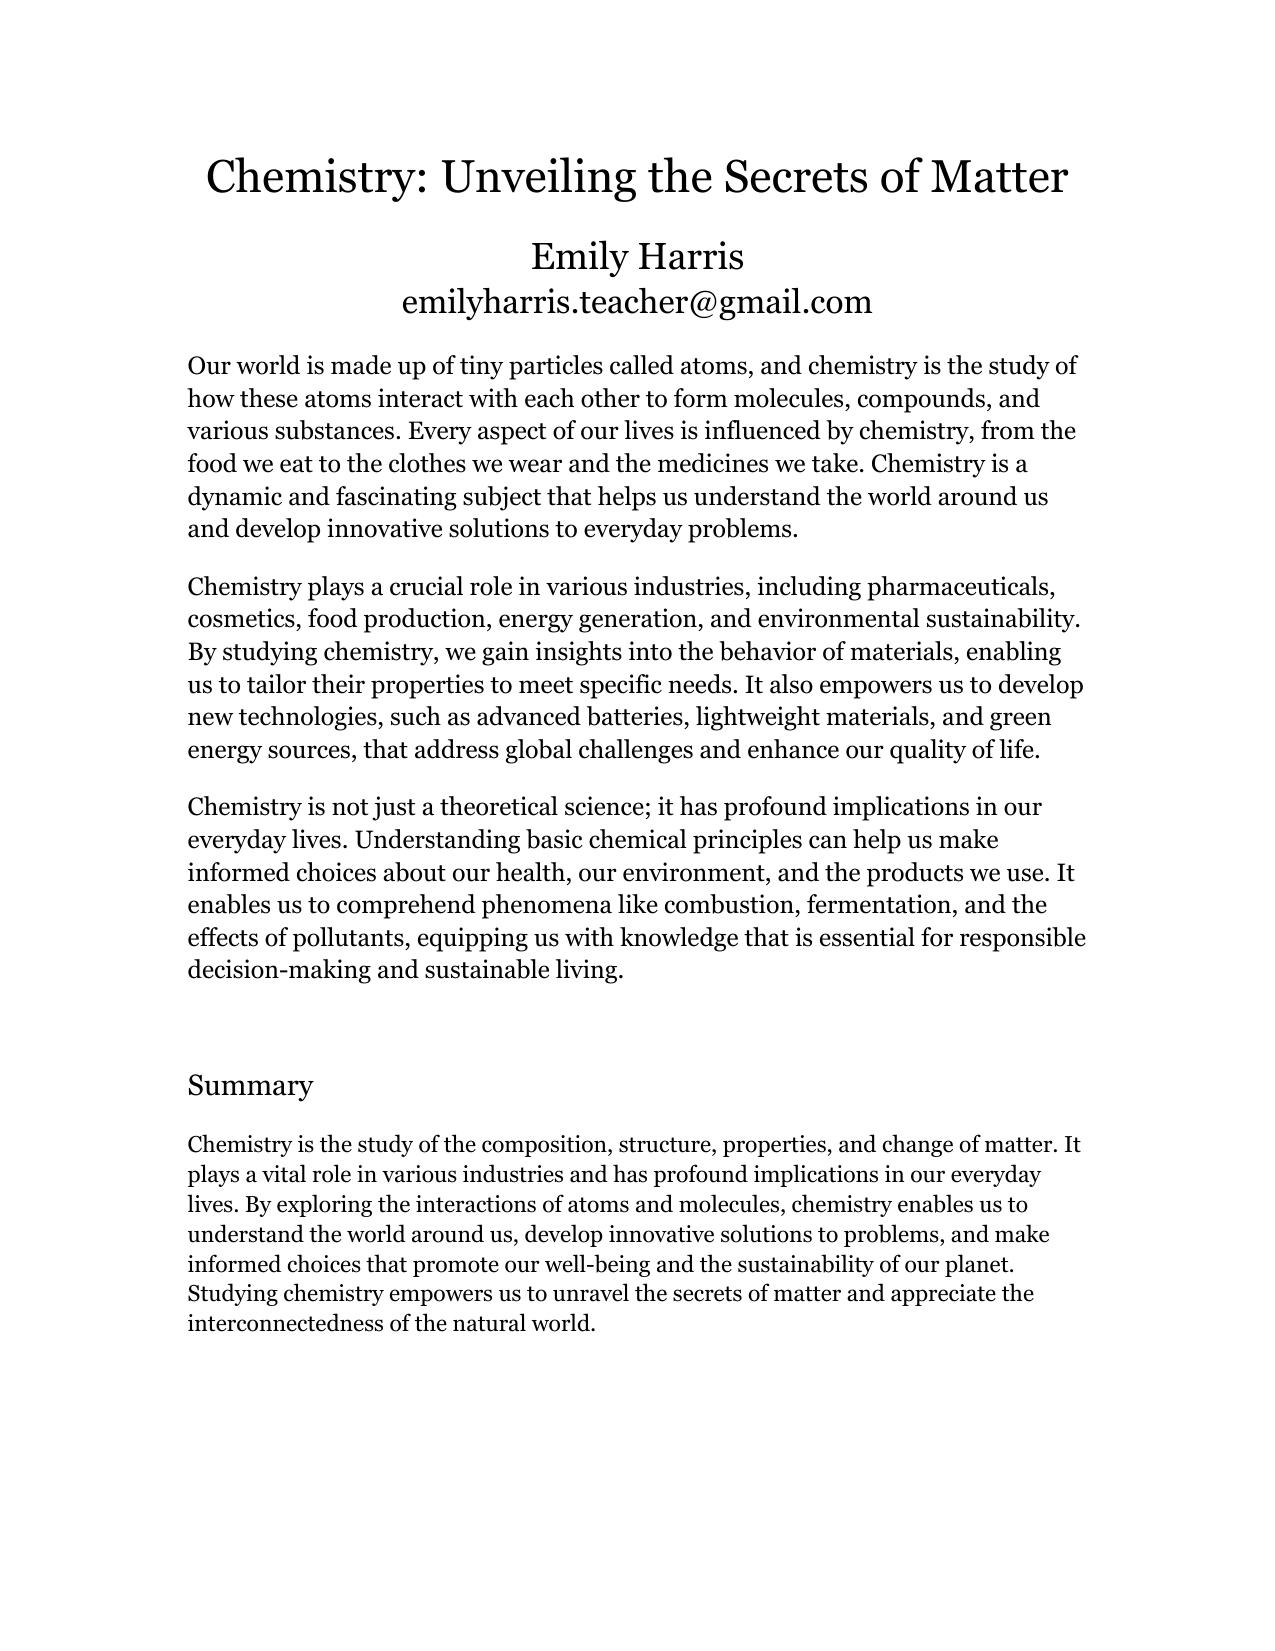 Chemistry: Unveiling the Secrets of Matter
Emily Harris
emilyharris.teacher@gmail.com
Our world is made up of tiny particles called atoms, and chemistry is the study of
how these atoms interact with each other to form molecules, compounds, and
various substances. Every aspect of our lives is influenced by chemistry, from the
food we eat to the clothes we wear and the medicines we take. Chemistry is a
dynamic and fascinating subject that helps us understand the world around us
and develop innovative solutions to everyday problems.
Chemistry plays a crucial role in various industries, including pharmaceuticals,
cosmetics, food production, energy generation, and environmental sustainability.
By studying chemistry, we gain insights into the behavior of materials, enabling
us to tailor their properties to meet specific needs. It also empowers us to develop
new technologies, such as advanced batteries, lightweight materials, and green
energy sources, that address global challenges and enhance our quality of life.
Chemistry is not just a theoretical science; it has profound implications in our
everyday lives. Understanding basic chemical principles can help us make
informed choices about our health, our environment, and the products we use. It
enables us to comprehend phenomena like combustion, fermentation, and the
effects of pollutants, equipping us with knowledge that is essential for responsible
decision-making and sustainable living.
Summary
Chemistry is the study of the composition, structure, properties, and change of matter. It
plays a vital role in various industries and has profound implications in our everyday
lives. By exploring the interactions of atoms and molecules, chemistry enables us to
understand the world around us, develop innovative solutions to problems, and make
informed choices that promote our well-being and the sustainability of our planet.
Studying chemistry empowers us to unravel the secrets of matter and appreciate the
interconnectedness of the natural world.